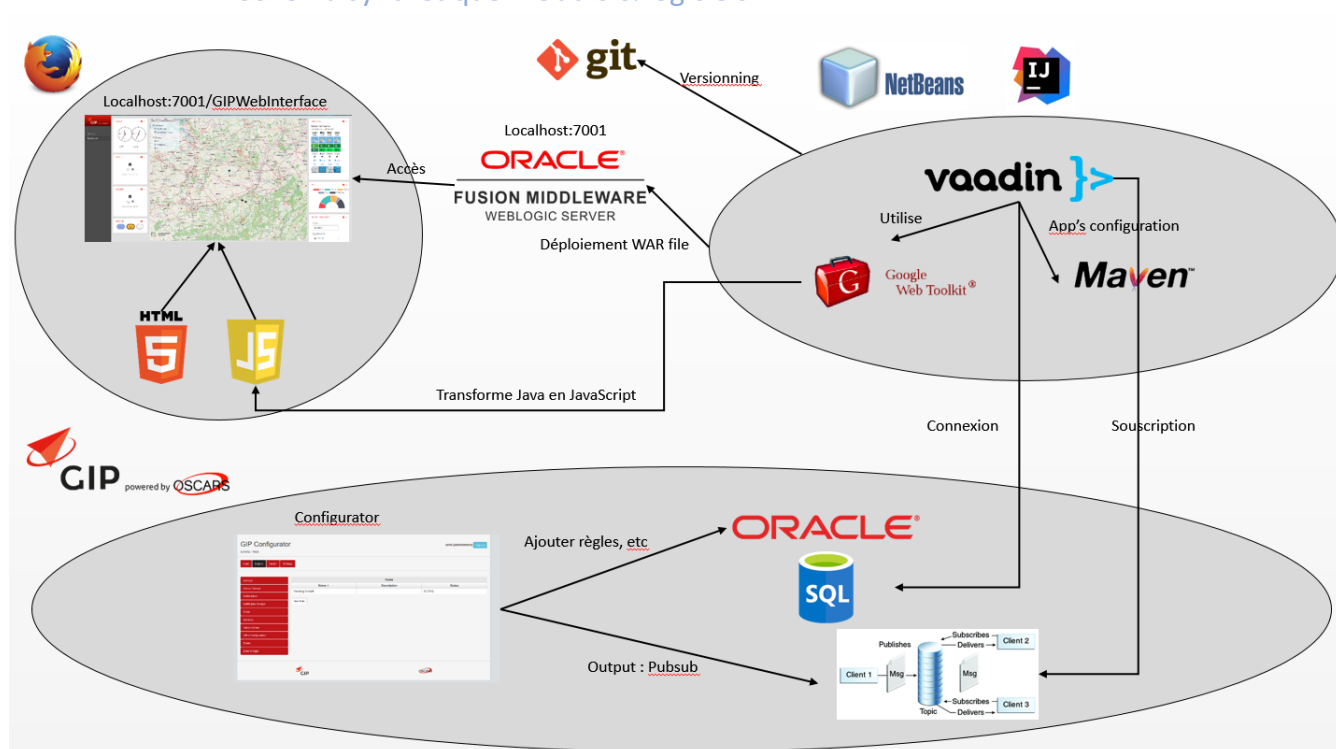 git
Versionning
NetBeans
IJ
Localhost:7001/GIPWebInterface
GIP
Localhost:7001
ORACLE®
FUSION MIDDLEWARE
WEBLOGIC SERVER
Accès
Déploiement WAR file
vaadin }>
Utilise
App's configuration
G
Google
Web Toolkit®
Maven™
HTML
5
JS
Transforme Java en JavaScript
Connexion
Souscription
GIP powered by OSCARS
Configurator
GIP Configurator
Ajouter règles, etc
ORACLE®
SQL
Output : Pubsub
GIP
Publishes
Subscribes
Delivers
Client 1
Client 2
Msg
Msg
Topic
Subscribes
Delivers
Client 3